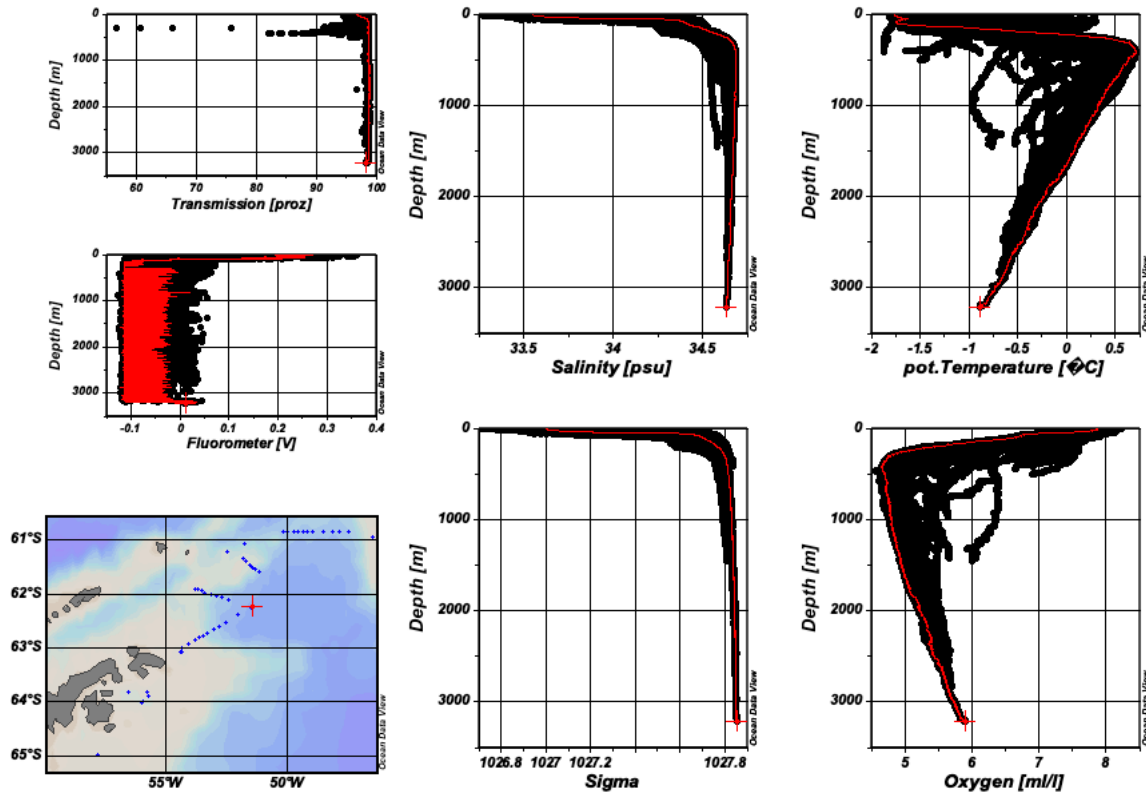 0
1000
2000
3000
Depth [m]
60 70 80 90 100
Transmission [proz]
Ocean Data View
0
1000
2000
3000
Depth [m]
33.5 34 34.5
Salinity [psu]
Ocean Data View
0
1000
2000
3000
Depth [m]
-2 -1.5 -1 -0.5 0 0.5
pot.Temperature [�C]
Ocean Data View
0
1000
2000
3000
Depth [m]
-0.1 0 0.1 0.2 0.3 0.4
Fluorometer [V]
Ocean Data View
61°S
62°S
63°S
64°S
65°S
55°W 50°W
Ocean Data View
0
1000
2000
3000
Depth [m]
1026.8 1027 1027.2 1027.8
Sigma
Ocean Data View
0
1000
2000
3000
Depth [m]
5 6 7 8
Oxygen [ml/l]
Ocean Data View